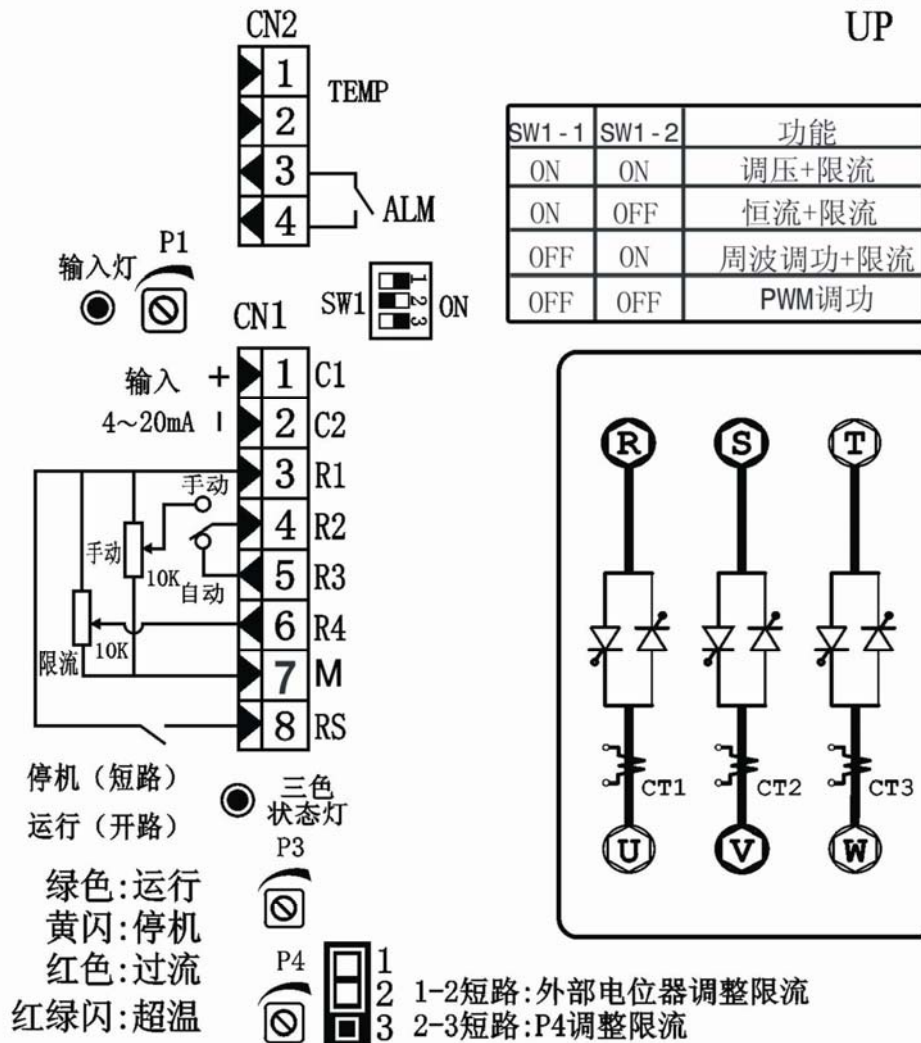 CN2
UP
1 TEMP
2
3
4 ALM
SW1-1 SW1-2 功能
ON ON 调压+限流
ON OFF 恒流+限流
OFF ON 周波调功+限流
OFF OFF PWM调功
输入灯 P1
SW1 1 2 3 ON
CN1
输入 + 1 C1
4~20mA - 2 C2
3 R1
手动
4 R2
手动 10K
5 R3
自动
6 R4
限流 10K
7 M
8 RS
停机（短路）
运行（开路）
三色
状态灯
P3
绿色:运行
黄闪:停机
红色:过流
红绿闪:超温
P4
1
2 1-2短路:外部电位器调整限流
3 2-3短路:P4调整限流
R S T
CT1 CT2 CT3
U V W